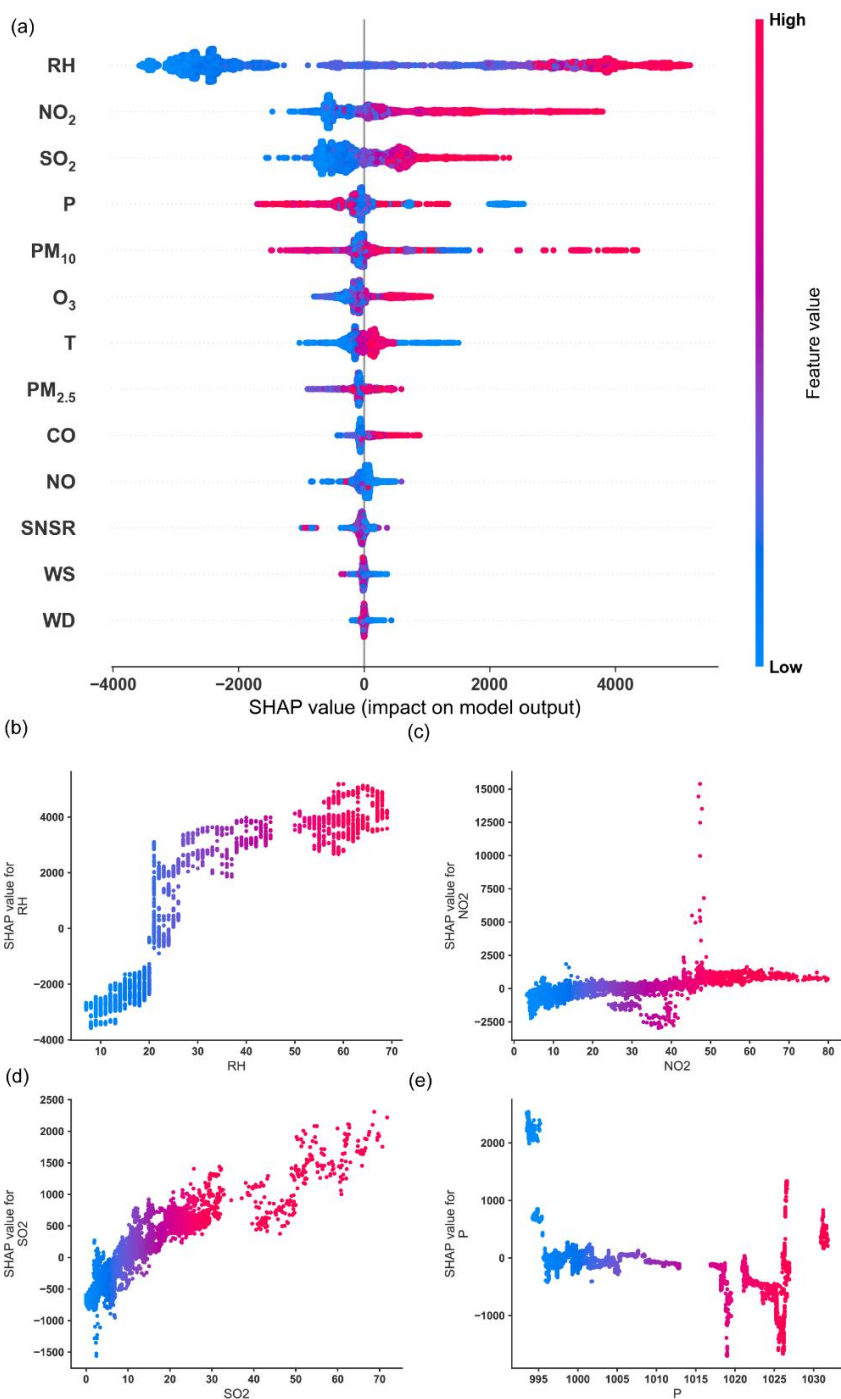 (a)
High
RH
NO2
SO2
P
PM10
O3
T
PM2.5
CO
NO
SNSR
WS
WD
Feature value
Low
−4000 −2000 0 2000 4000
SHAP value (impact on model output)
(b)
(c)
4000
2000
0
−2000
−4000
SHAP value for
RH
10 20 30 40 50 60 70
RH
15000
12500
10000
7500
5000
2500
0
−2500
SHAP value for
NO2
0 10 20 30 40 50 60 70 80
NO2
(d)
(e)
2500
2000
1500
1000
500
0
−500
−1000
−1500
SHAP value for
SO2
0 10 20 30 40 50 60 70
SO2
2000
1000
0
−1000
SHAP value for
P
995 1000 1005 1010 1015 1020 1025 1030
P